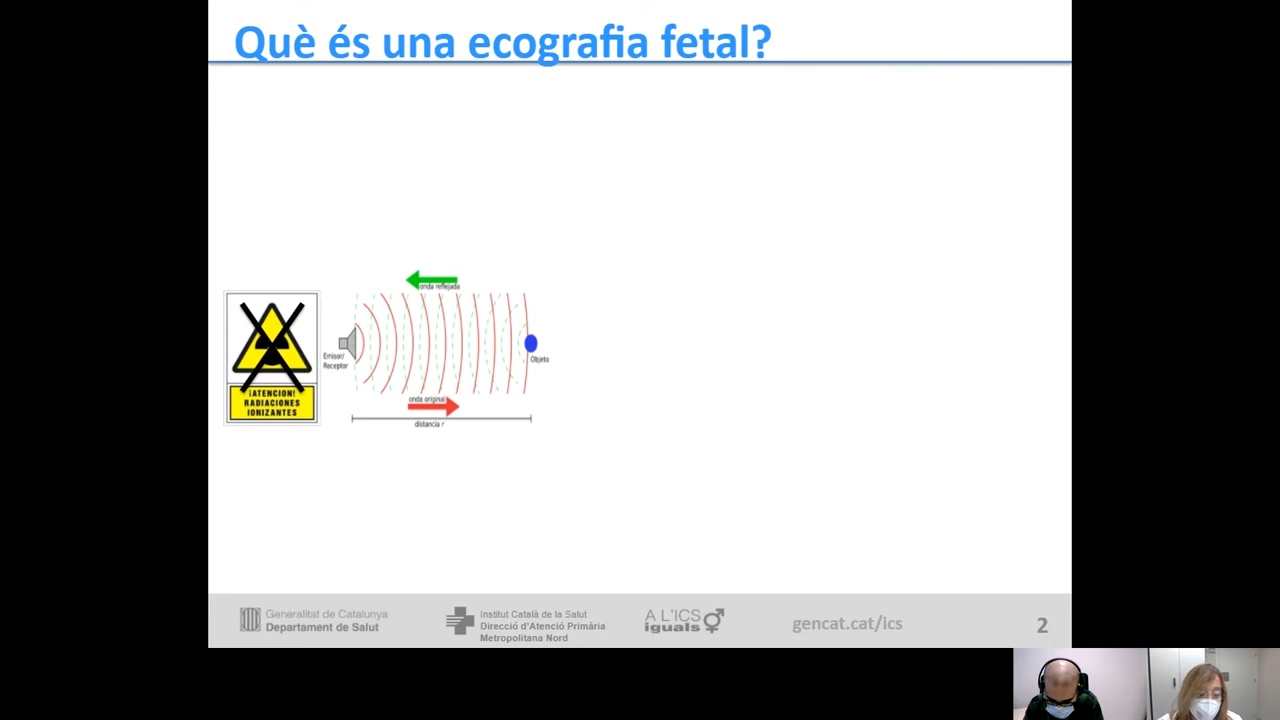 Què és una ecografia fetal?
onda reflejada
Emisor/
Receptor
Objeto
¡ATENCION!
RADIACIONES
IONIZANTES
onda original
distancia r
Generalitat de Catalunya
Departament de Salut
Institut Català de la Salut
Direcció d'Atenció Primària
Metropolitana Nord
A L'ICS
iguals
gencat.cat/ics
2